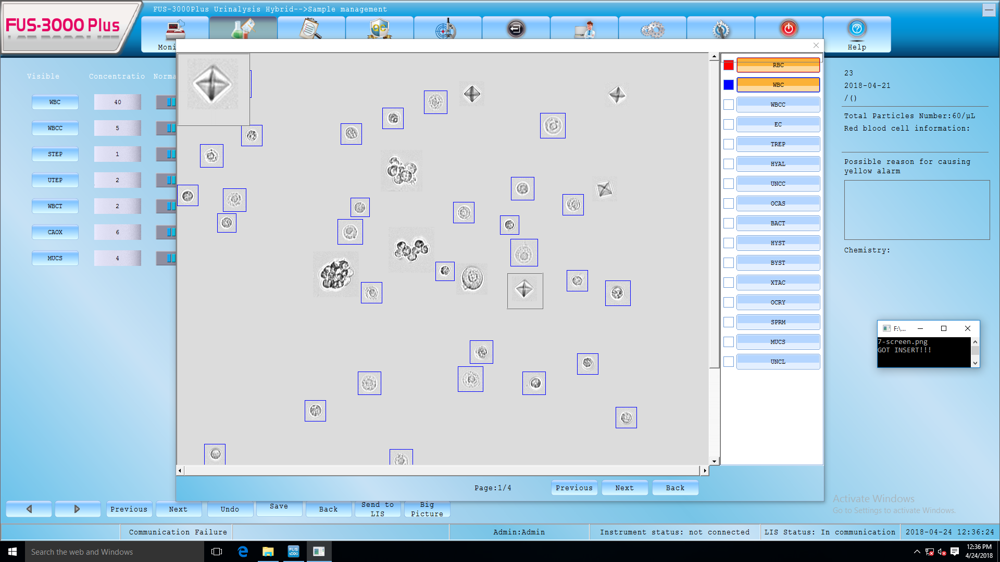 FUS-3000Plus Urinalysis Hybrid-->Sample management
FUS-3000 Plus
QC
Moni
Help
Visible
Concentratio
Norma
WBC
40
WBCC
5
STEP
1
UTEP
2
WBCT
2
CAOX
6
MUCS
4
RBC
WBC
WBCC
EC
TREP
HYAL
UNCC
OCAS
BACT
HYST
BYST
XTAC
OCRY
SPRM
MUCS
UNCL
23
2018-04-21
/()
Total Particles Number:60/μL
Red blood cell information:
Possible reason for causing
yellow alarm
Chemistry:
F:\...
7-screen.png
GOT INSERT!!!
Page:1/4
Previous
Next
Back
Previous
Next
Undo
Save
Back
Send to
LIS
Big
Picture
Activate Windows
Go to Settings to activate Windows.
Communication Failure
Admin:Admin
Instrument status: not connected
LIS Status: In communication
2018-04-24 12:36:24
Search the web and Windows
FUS
1000
12:36 PM
4/24/2018